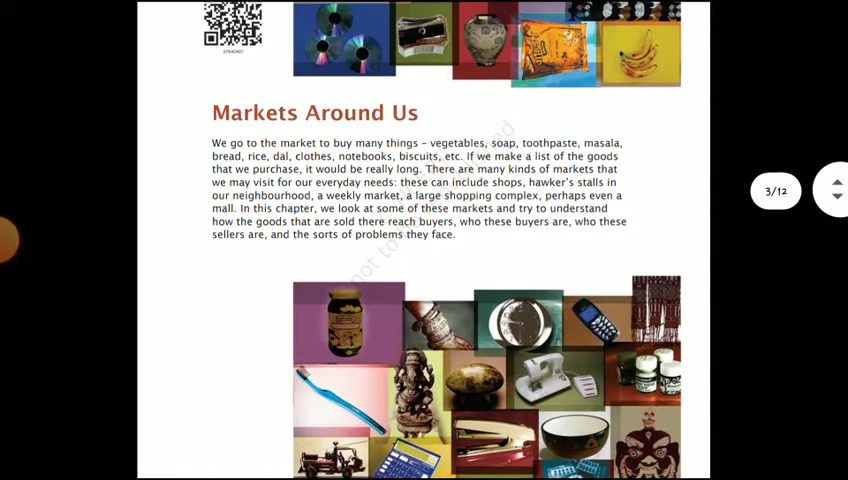 Markets Around Us
We go to the market to buy many things – vegetables, soap, toothpaste, masala,
bread, rice, dal, clothes, notebooks, biscuits, etc. If we make a list of the goods
that we purchase, it would be really long. There are many kinds of markets that
we may visit for our everyday needs: these can include shops, hawker's stalls in
our neighbourhood, a weekly market, a large shopping complex, perhaps even a
mall. In this chapter, we look at some of these markets and try to understand
how the goods that are sold there reach buyers, who these buyers are, who these
sellers are, and the sorts of problems they face.
3/12